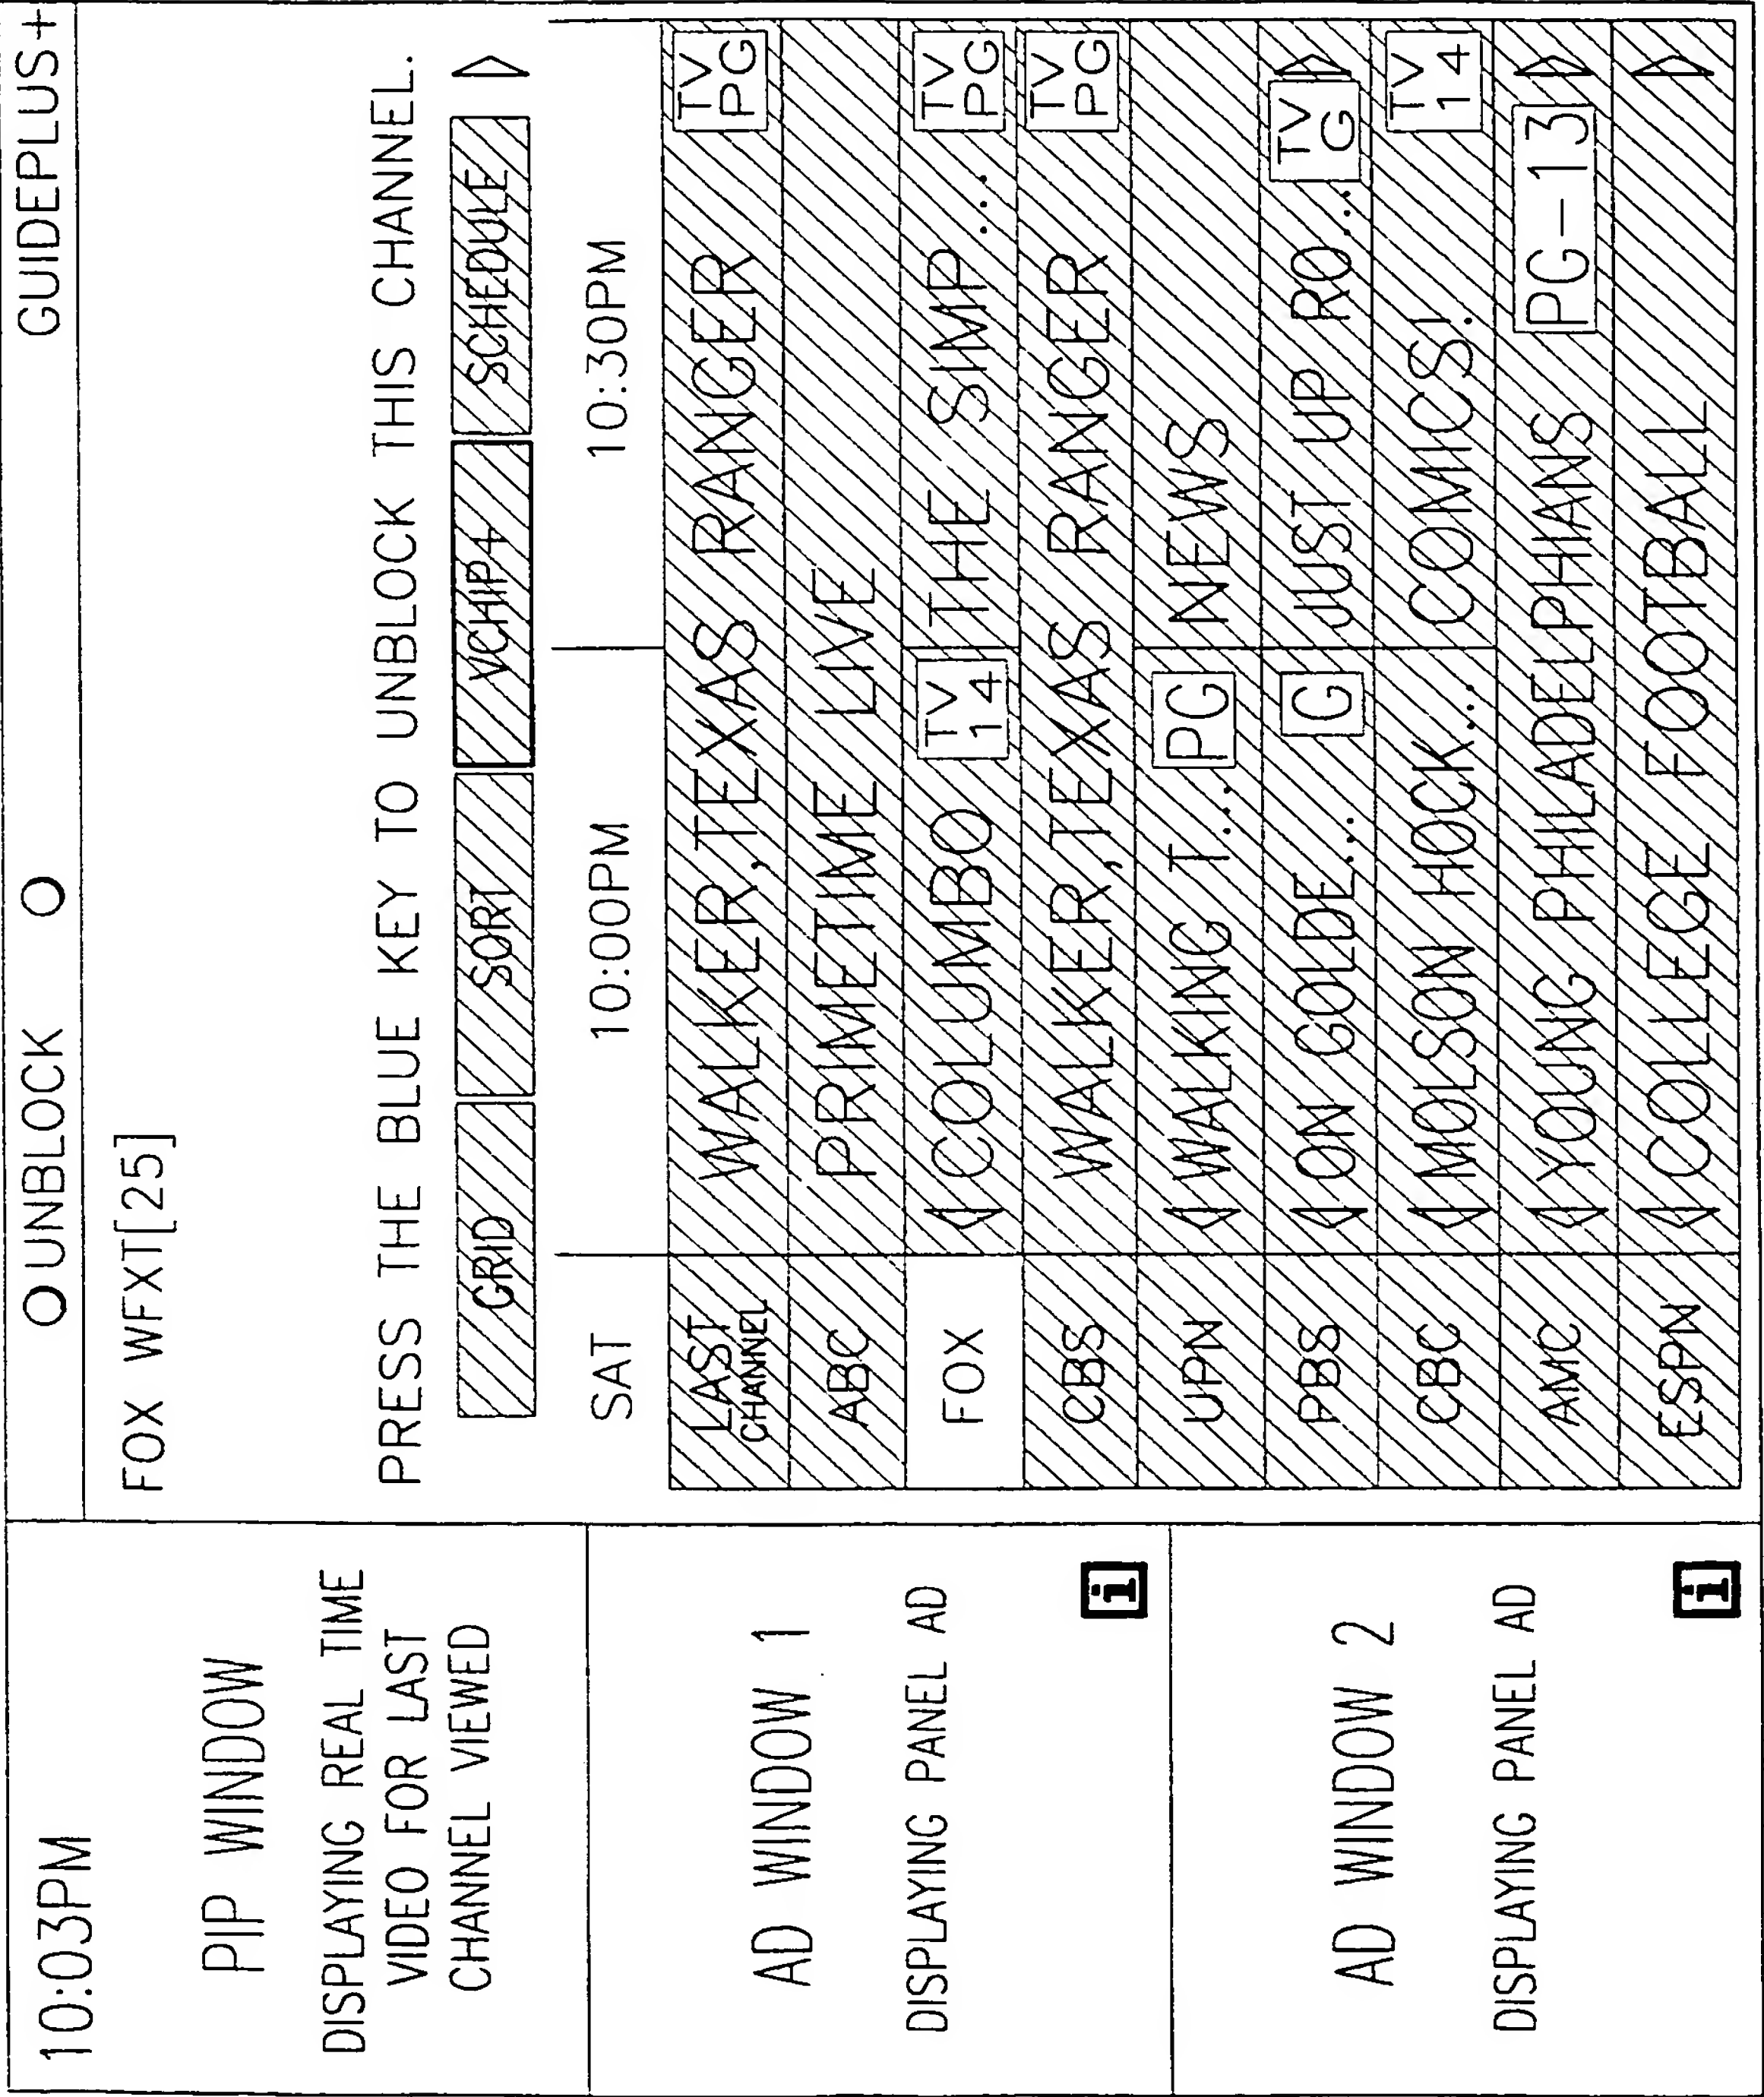 10:03PM
PIP WINDOW
DISPLAYING REAL TIME
VIDEO FOR LAST
CHANNEL VIEWED
AD WINDOW 1
DISPLAYING PANEL AD
i
AD WINDOW 2
DISPLAYING PANEL AD
i
UNBLOCK GUIDEPLUS+
FOX WFXT[25]
PRESS THE BLUE KEY TO UNBLOCK THIS CHANNEL.
GRID SORT VCHIP+ SCHEDULE
SAT 10:00PM 10:30PM
LAST CHANNEL WALKER, TEXAS RANGER TV PG
ABC PRIMETIME LIVE
FOX COLUMBO TV 14 THE SIMP... TV PG
CBS WALKER, TEXAS RANGER TV PG
UPN WALKING T... PG NEWS
PBS ON GOLDE... G JUST UP RO... TV G
CBC MOLSON HOCK... COMICS! TV 14
AMC YOUNG PHILADELPHIANS PG-13
ESPN COLLEGE FOOTBALL